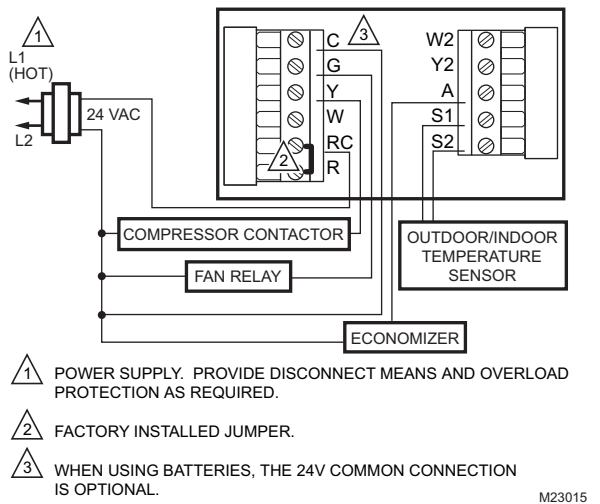 1
L1
(HOT)
L2
24 VAC
C
G
Y
W
RC
R
2
3
W2
Y2
A
S1
S2
COMPRESSOR CONTACTOR
FAN RELAY
OUTDOOR/INDOOR
TEMPERATURE
SENSOR
ECONOMIZER
1 POWER SUPPLY. PROVIDE DISCONNECT MEANS AND OVERLOAD
PROTECTION AS REQUIRED.
2 FACTORY INSTALLED JUMPER.
3 WHEN USING BATTERIES, THE 24V COMMON CONNECTION
IS OPTIONAL.
M23015